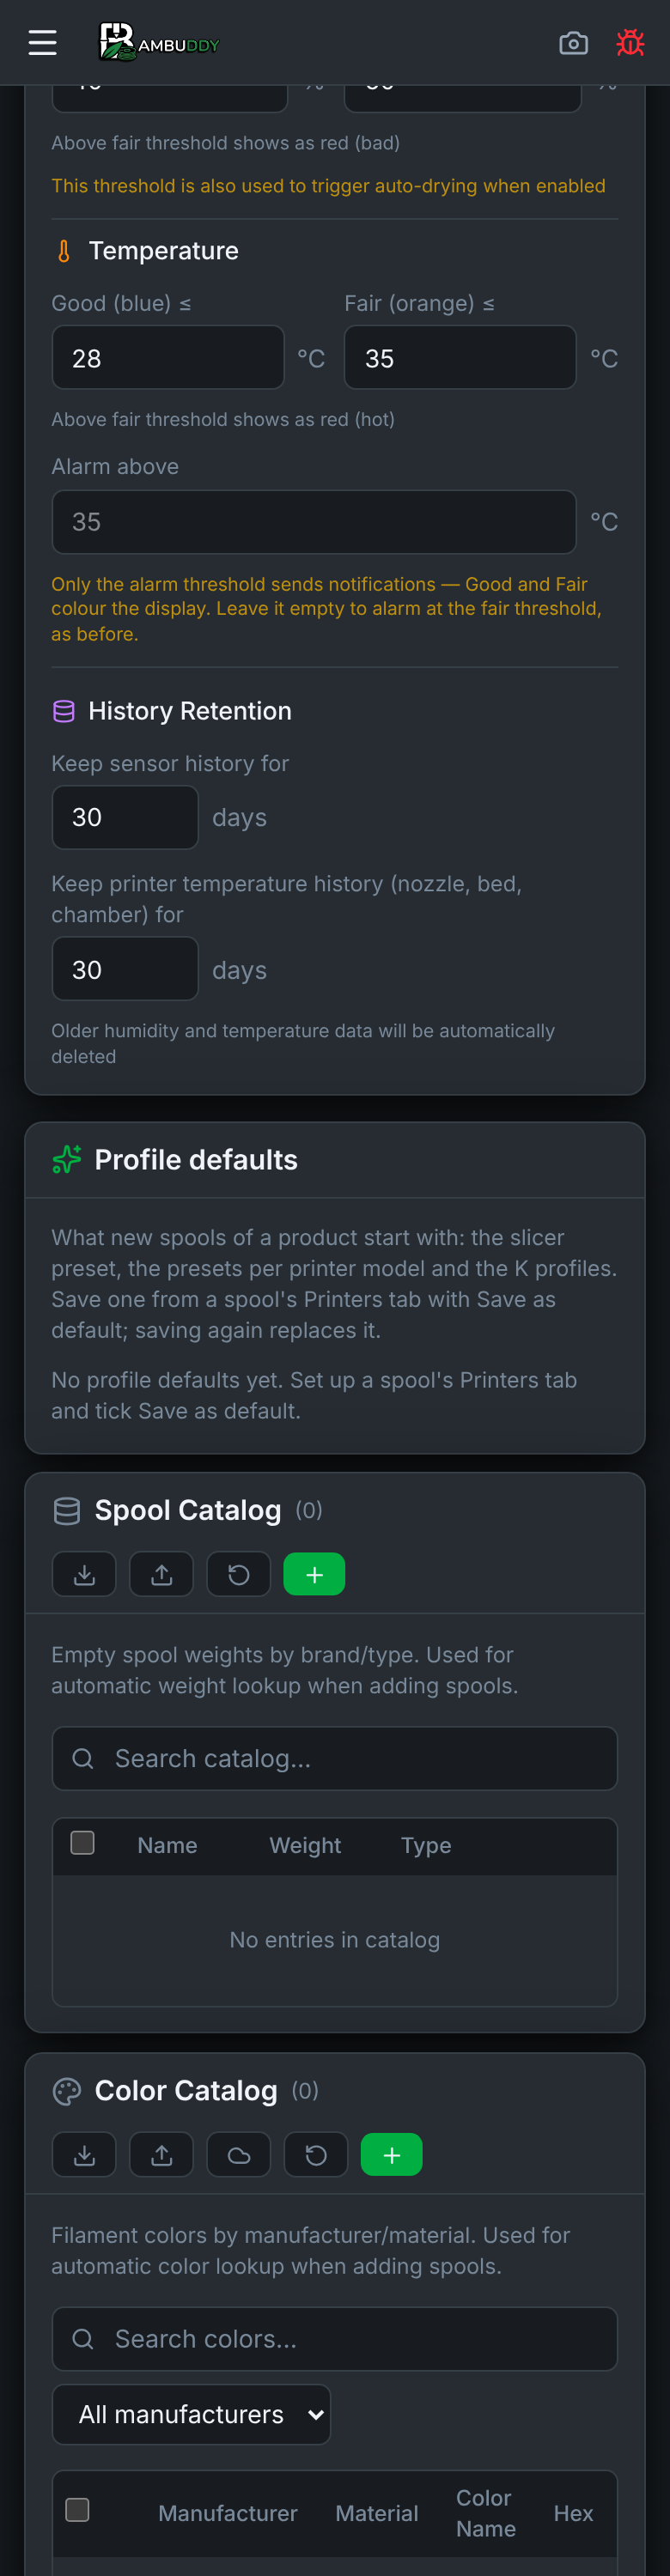 BAMBUDDY
Above fair threshold shows as red (bad)
This threshold is also used to trigger auto-drying when enabled
Temperature
Good (blue) ≤
Fair (orange) ≤
28 °C
35 °C
Above fair threshold shows as red (hot)
Alarm above
35 °C
Only the alarm threshold sends notifications — Good and Fair
colour the display. Leave it empty to alarm at the fair threshold,
as before.
History Retention
Keep sensor history for
30 days
Keep printer temperature history (nozzle, bed,
chamber) for
30 days
Older humidity and temperature data will be automatically
deleted
Profile defaults
What new spools of a product start with: the slicer
preset, the presets per printer model and the K profiles.
Save one from a spool's Printers tab with Save as
default; saving again replaces it.
No profile defaults yet. Set up a spool's Printers tab
and tick Save as default.
Spool Catalog (0)
Empty spool weights by brand/type. Used for
automatic weight lookup when adding spools.
Search catalog...
Name Weight Type
No entries in catalog
Color Catalog (0)
Filament colors by manufacturer/material. Used for
automatic color lookup when adding spools.
Search colors...
All manufacturers
Manufacturer Material Color Name Hex